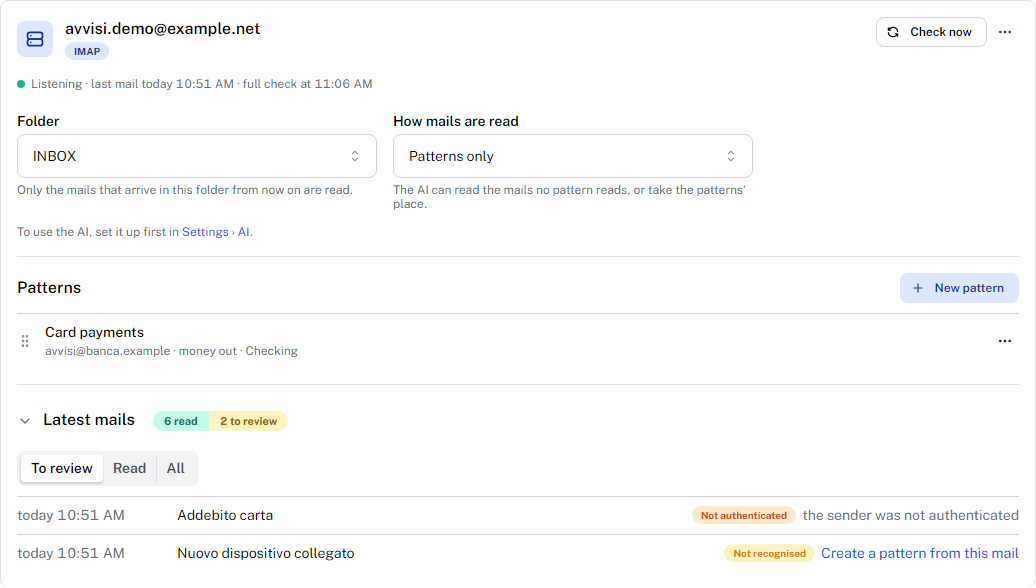 avvisi.demo@example.net
IMAP
Check now
Listening · last mail today 10:51 AM · full check at 11:06 AM
Folder
How mails are read
INBOX
Patterns only
Only the mails that arrive in this folder from now on are read.
The AI can read the mails no pattern reads, or take the patterns'
place.
To use the AI, set it up first in Settings › AI.
Patterns
New pattern
Card payments
avvisi@banca.example · money out · Checking
Latest mails
6 read
2 to review
To review
Read
All
today 10:51 AM
Addebito carta
Not authenticated
the sender was not authenticated
today 10:51 AM
Nuovo dispositivo collegato
Not recognised
Create a pattern from this mail